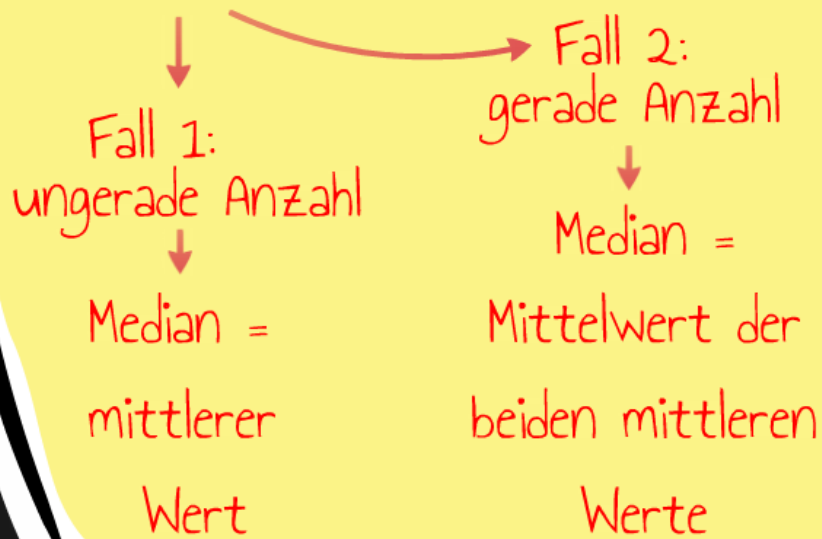 Fall 1:
ungerade Anzahl
Median =
mittlerer
Wert
Fall 2:
gerade Anzahl
Median =
Mittelwert der
beiden mittleren
Werte